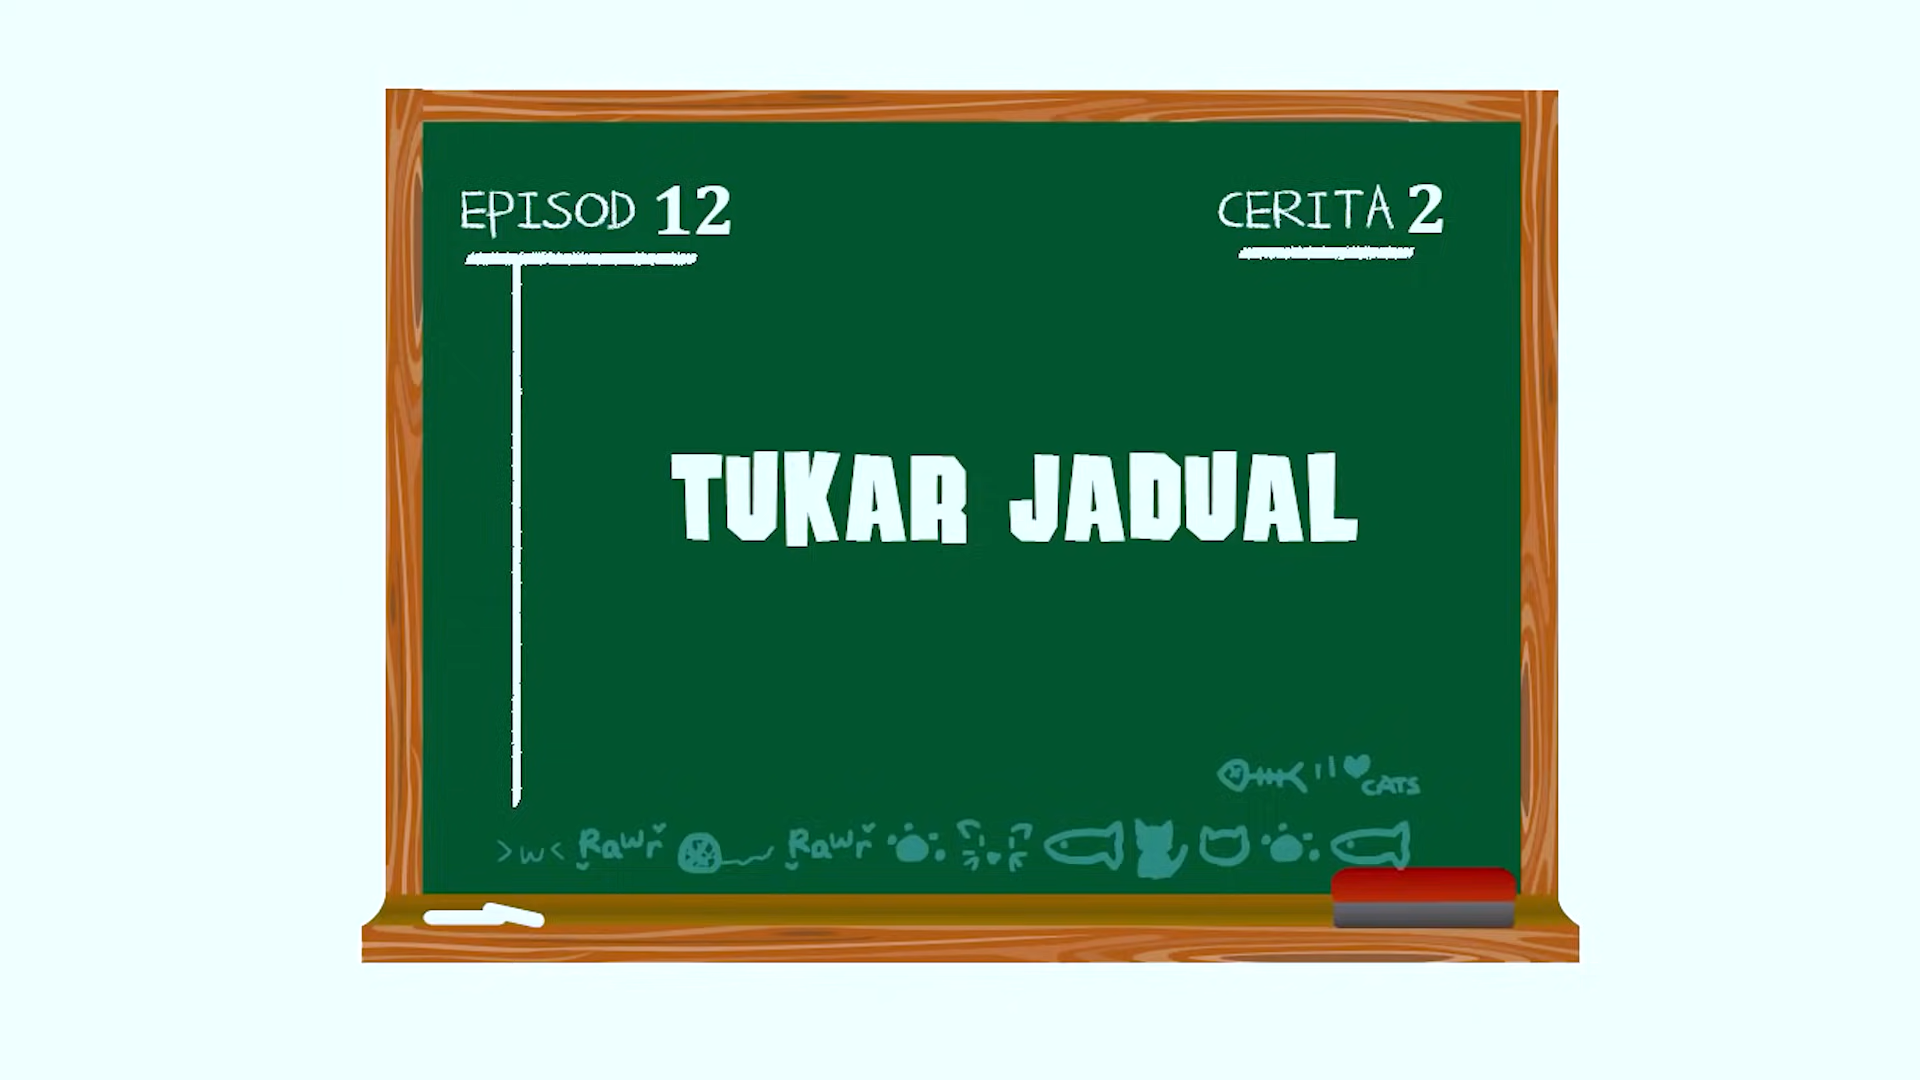 EPISOD 12
CERITA 2
TUKAR JADUAL
CATS
>w< Rawr Rawr